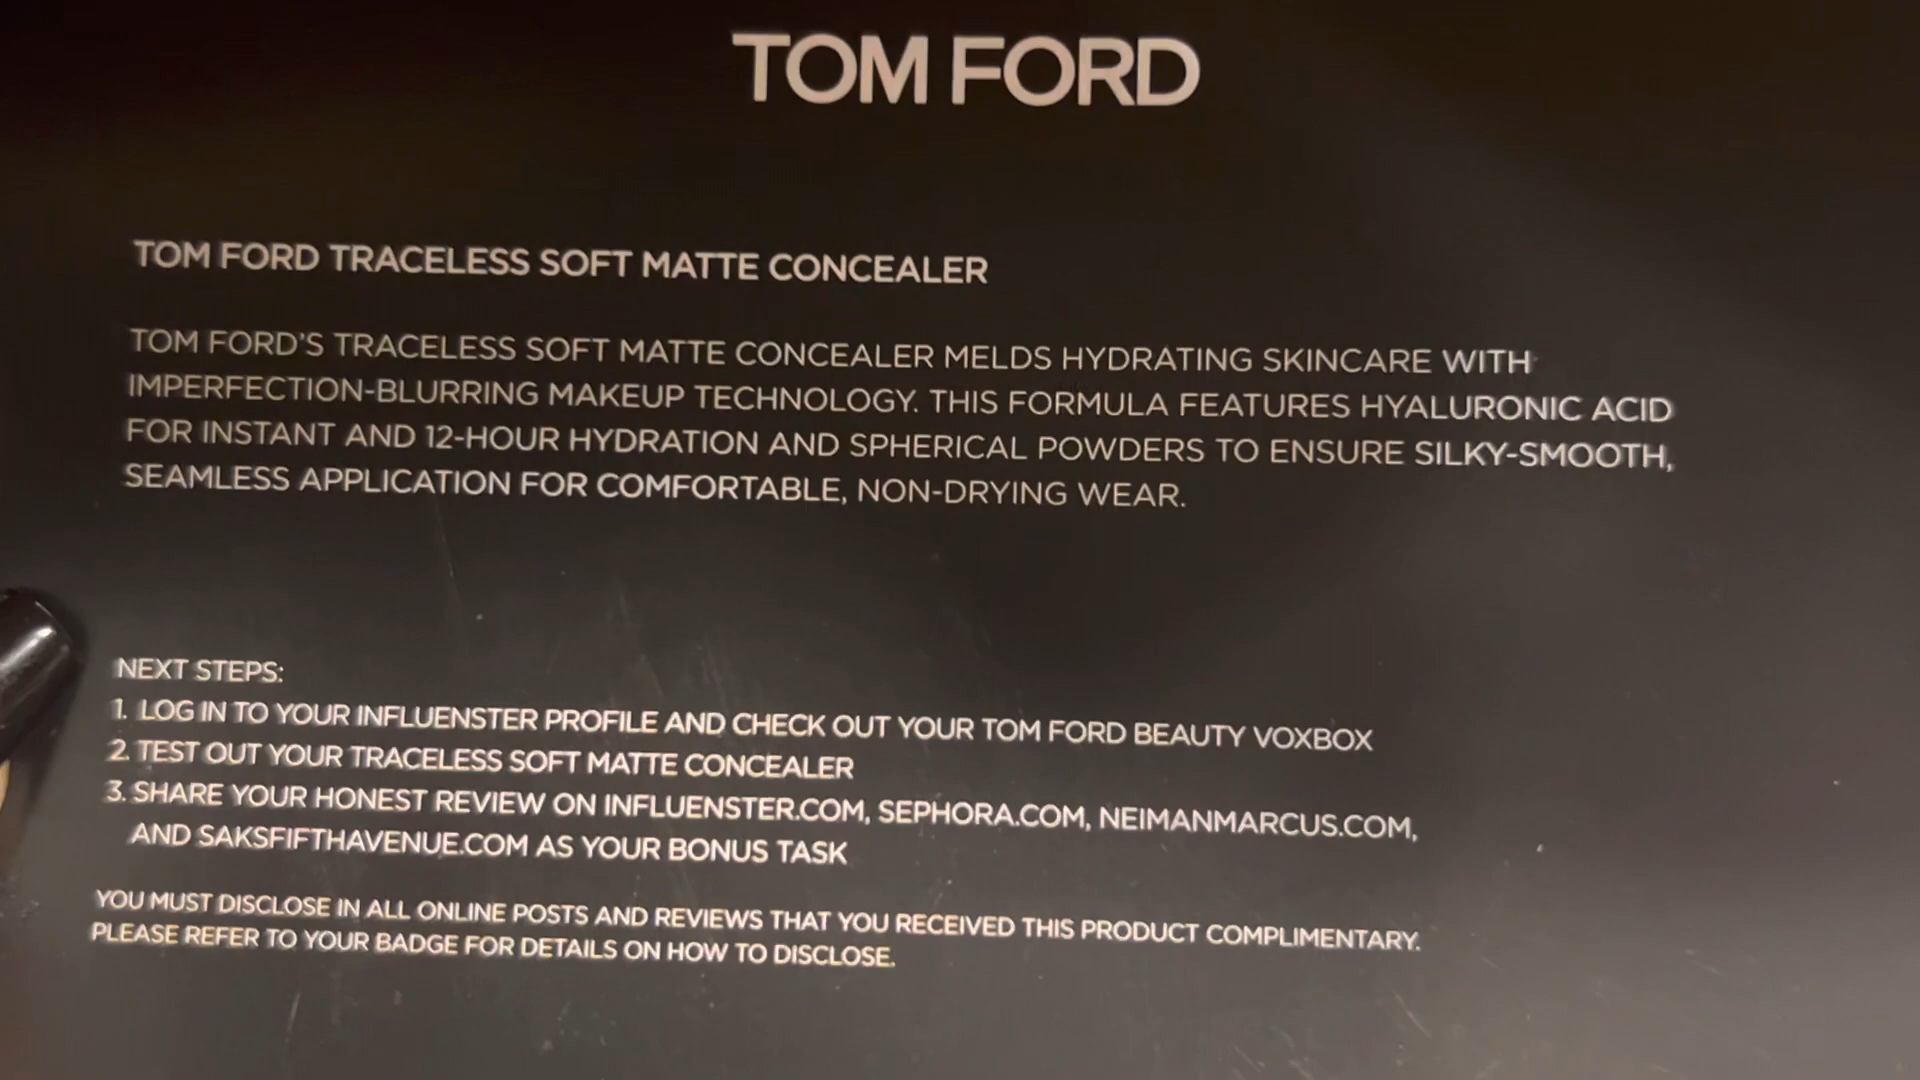 TOM FORD
TOM FORD TRACELESS SOFT MATTE CONCEALER
TOM FORD'S TRACELESS SOFT MATTE CONCEALER MELDS HYDRATING SKINCARE WITH
IMPERFECTION-BLURRING MAKEUP TECHNOLOGY. THIS FORMULA FEATURES HYALURONIC ACID
FOR INSTANT AND 12-HOUR HYDRATION AND SPHERICAL POWDERS TO ENSURE SILKY-SMOOTH,
SEAMLESS APPLICATION FOR COMFORTABLE, NON-DRYING WEAR.
NEXT STEPS:
1. LOG IN TO YOUR INFLUENSTER PROFILE AND CHECK OUT YOUR TOM FORD BEAUTY VOXBOX
2. TEST OUT YOUR TRACELESS SOFT MATTE CONCEALER
3. SHARE YOUR HONEST REVIEW ON INFLUENSTER.COM, SEPHORA.COM, NEIMANMARCUS.COM,
AND SAKSFIFTHAVENUE.COM AS YOUR BONUS TASK
YOU MUST DISCLOSE IN ALL ONLINE POSTS AND REVIEWS THAT YOU RECEIVED THIS PRODUCT COMPLIMENTARY.
PLEASE REFER TO YOUR BADGE FOR DETAILS ON HOW TO DISCLOSE.